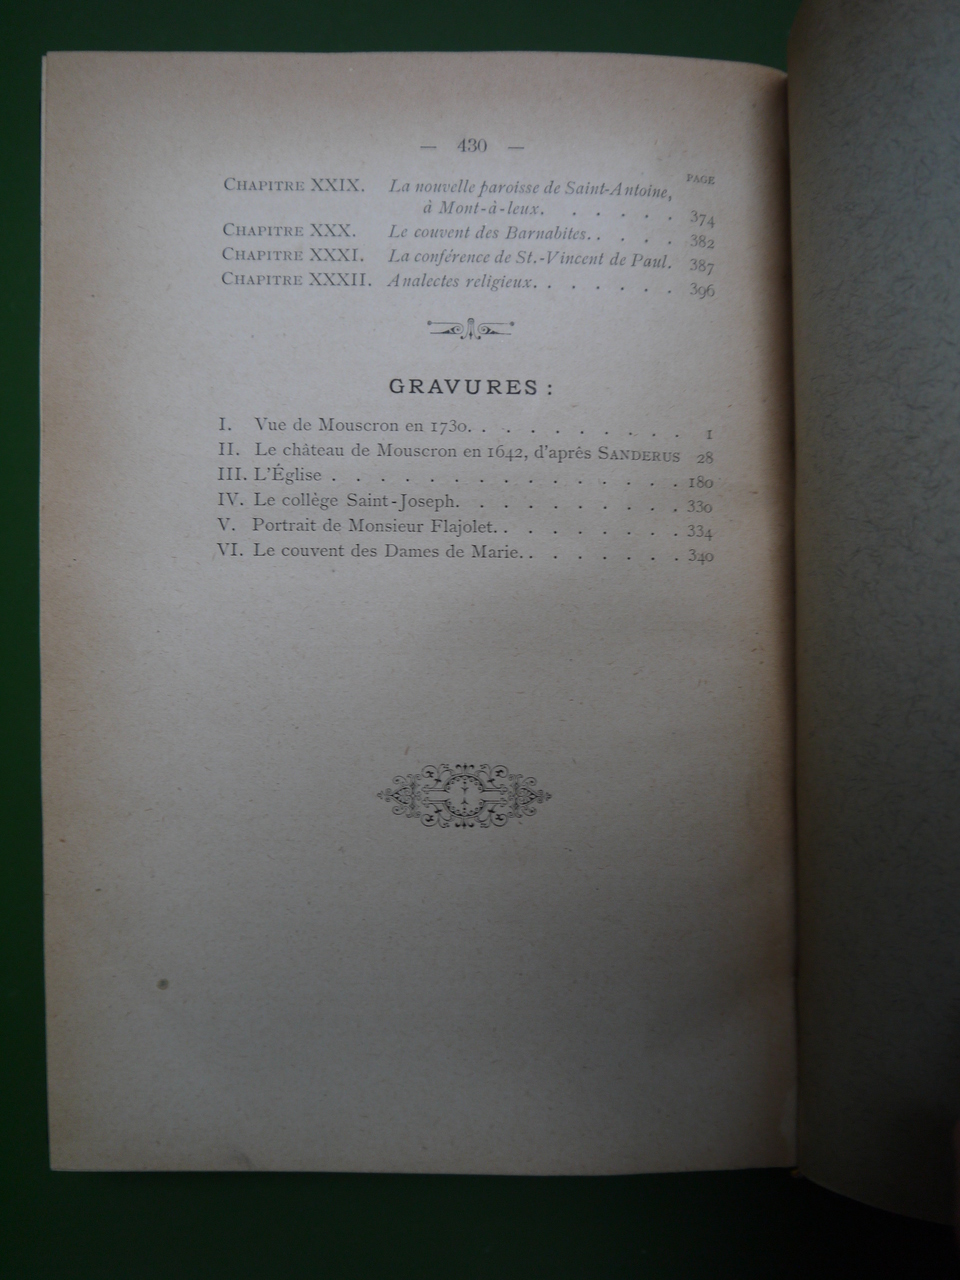 — 430 —
PAGE
CHAPITRE XXIX. La nouvelle paroisse de Saint-Antoine,
à Mont-à-leux. . . . . . 374
CHAPITRE XXX. Le couvent des Barnabites. . . . . 382
CHAPITRE XXXI. La conférence de St.-Vincent de Paul. 387
CHAPITRE XXXII. Analectes religieux. . . . . . . 396
GRAVURES :
I. Vue de Mouscron en 1730. . . . . . . . . . 1
II. Le château de Mouscron en 1642, d'après SANDERUS 28
III. L'Église . . . . . . . . . . . . . . . 180
IV. Le collège Saint-Joseph. . . . . . . . . . 330
V. Portrait de Monsieur Flajolet. . . . . . . . 334
VI. Le couvent des Dames de Marie. . . . . . . 340